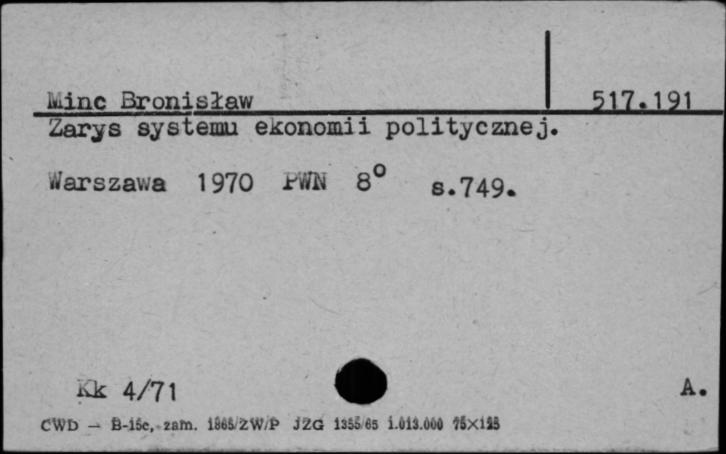 Minc Bronisław 517.191
Zarys systemu ekonomii politycznej.
Warszawa 1970 PWN 8° s.749.
Kk 4/71 A.
CWD — B-15c, zam. 1865/ZW/P JZG 1355/65 1.013.000 75×125